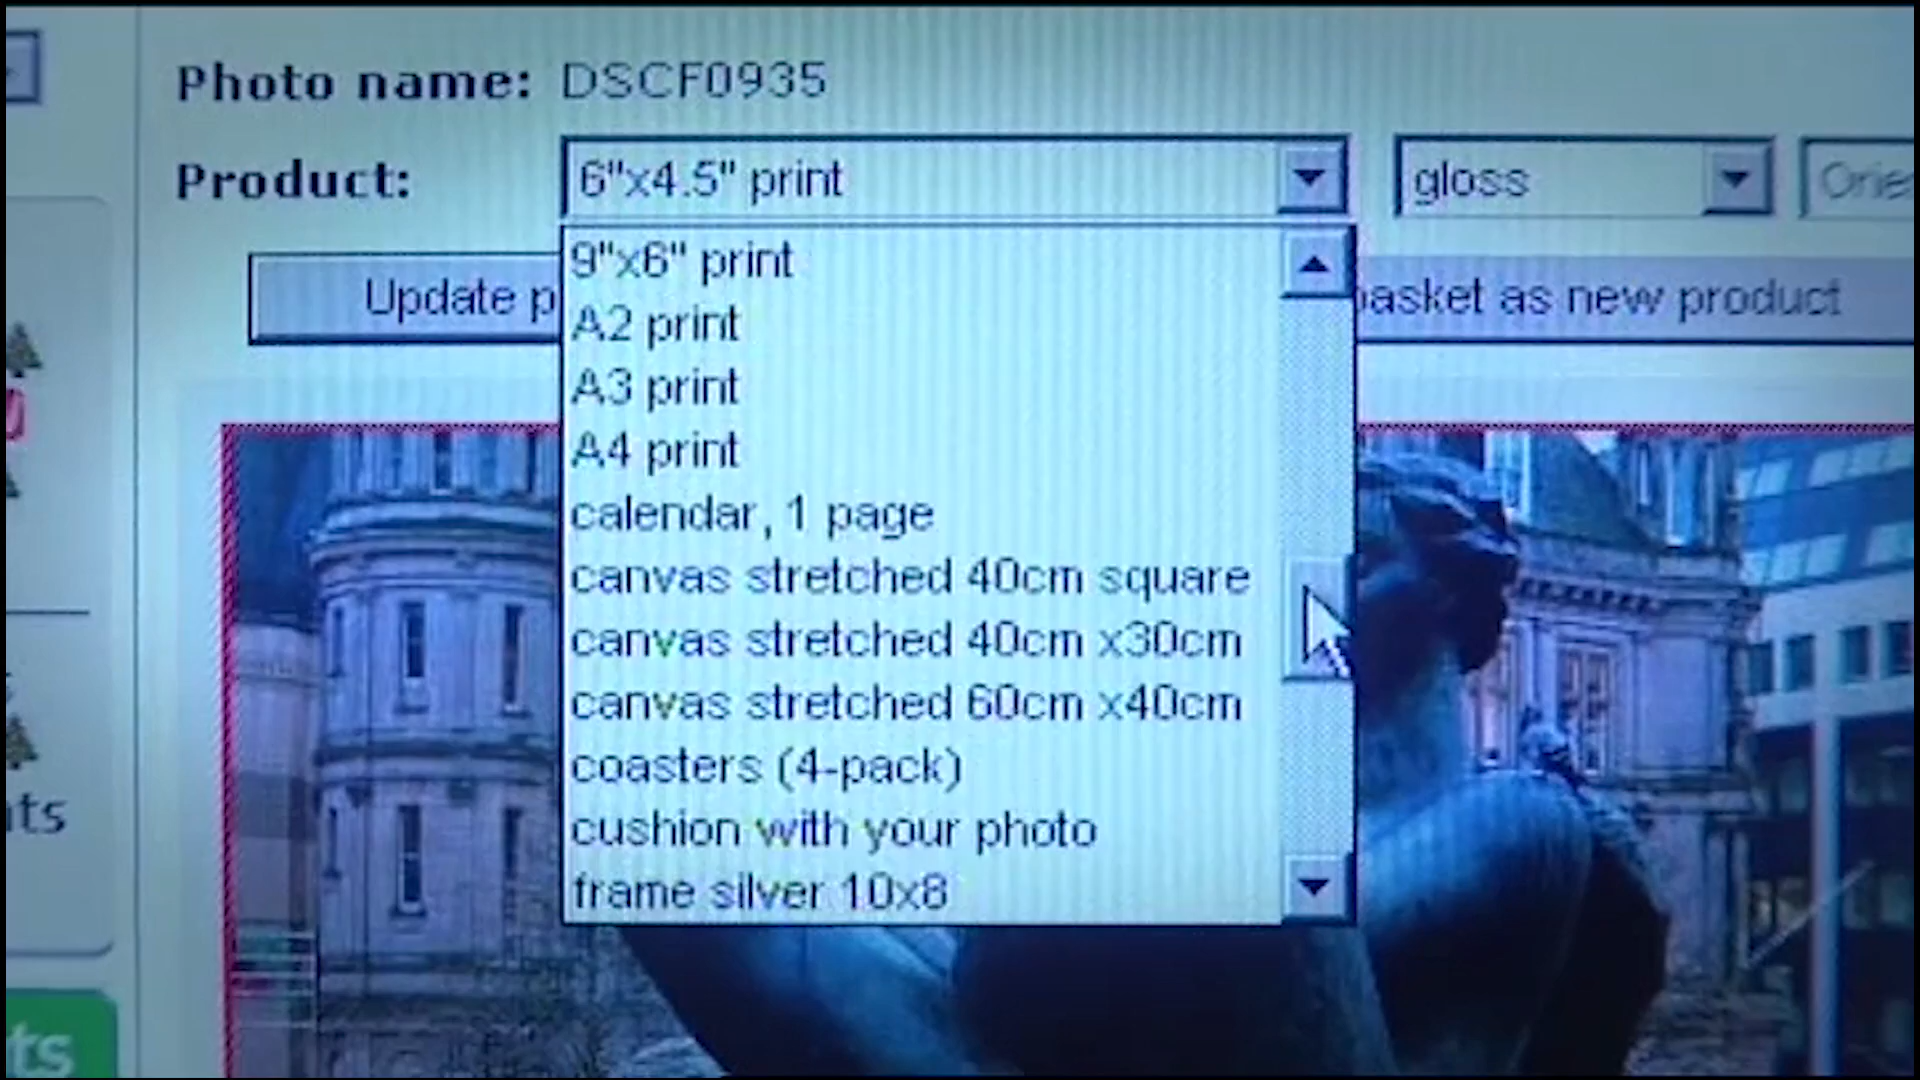 Photo name: DSCF0935
Product: 6"x4.5" print gloss
9"x6" print
Update
basket as new product
A2 print
A3 print
A4 print
calendar, 1 page
canvas stretched 40cm square
canvas stretched 40cm x30cm
canvas stretched 60cm x40cm
coasters (4-pack)
cushion with your photo
frame silver 10x8